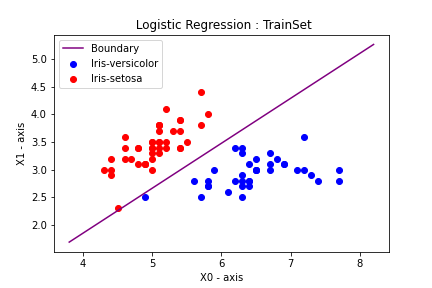 Logistic Regression : TrainSet
Boundary
Iris-versicolor
Iris-setosa
X1 - axis
5.0
4.5
4.0
3.5
3.0
2.5
2.0
4 5 6 7 8
X0 - axis